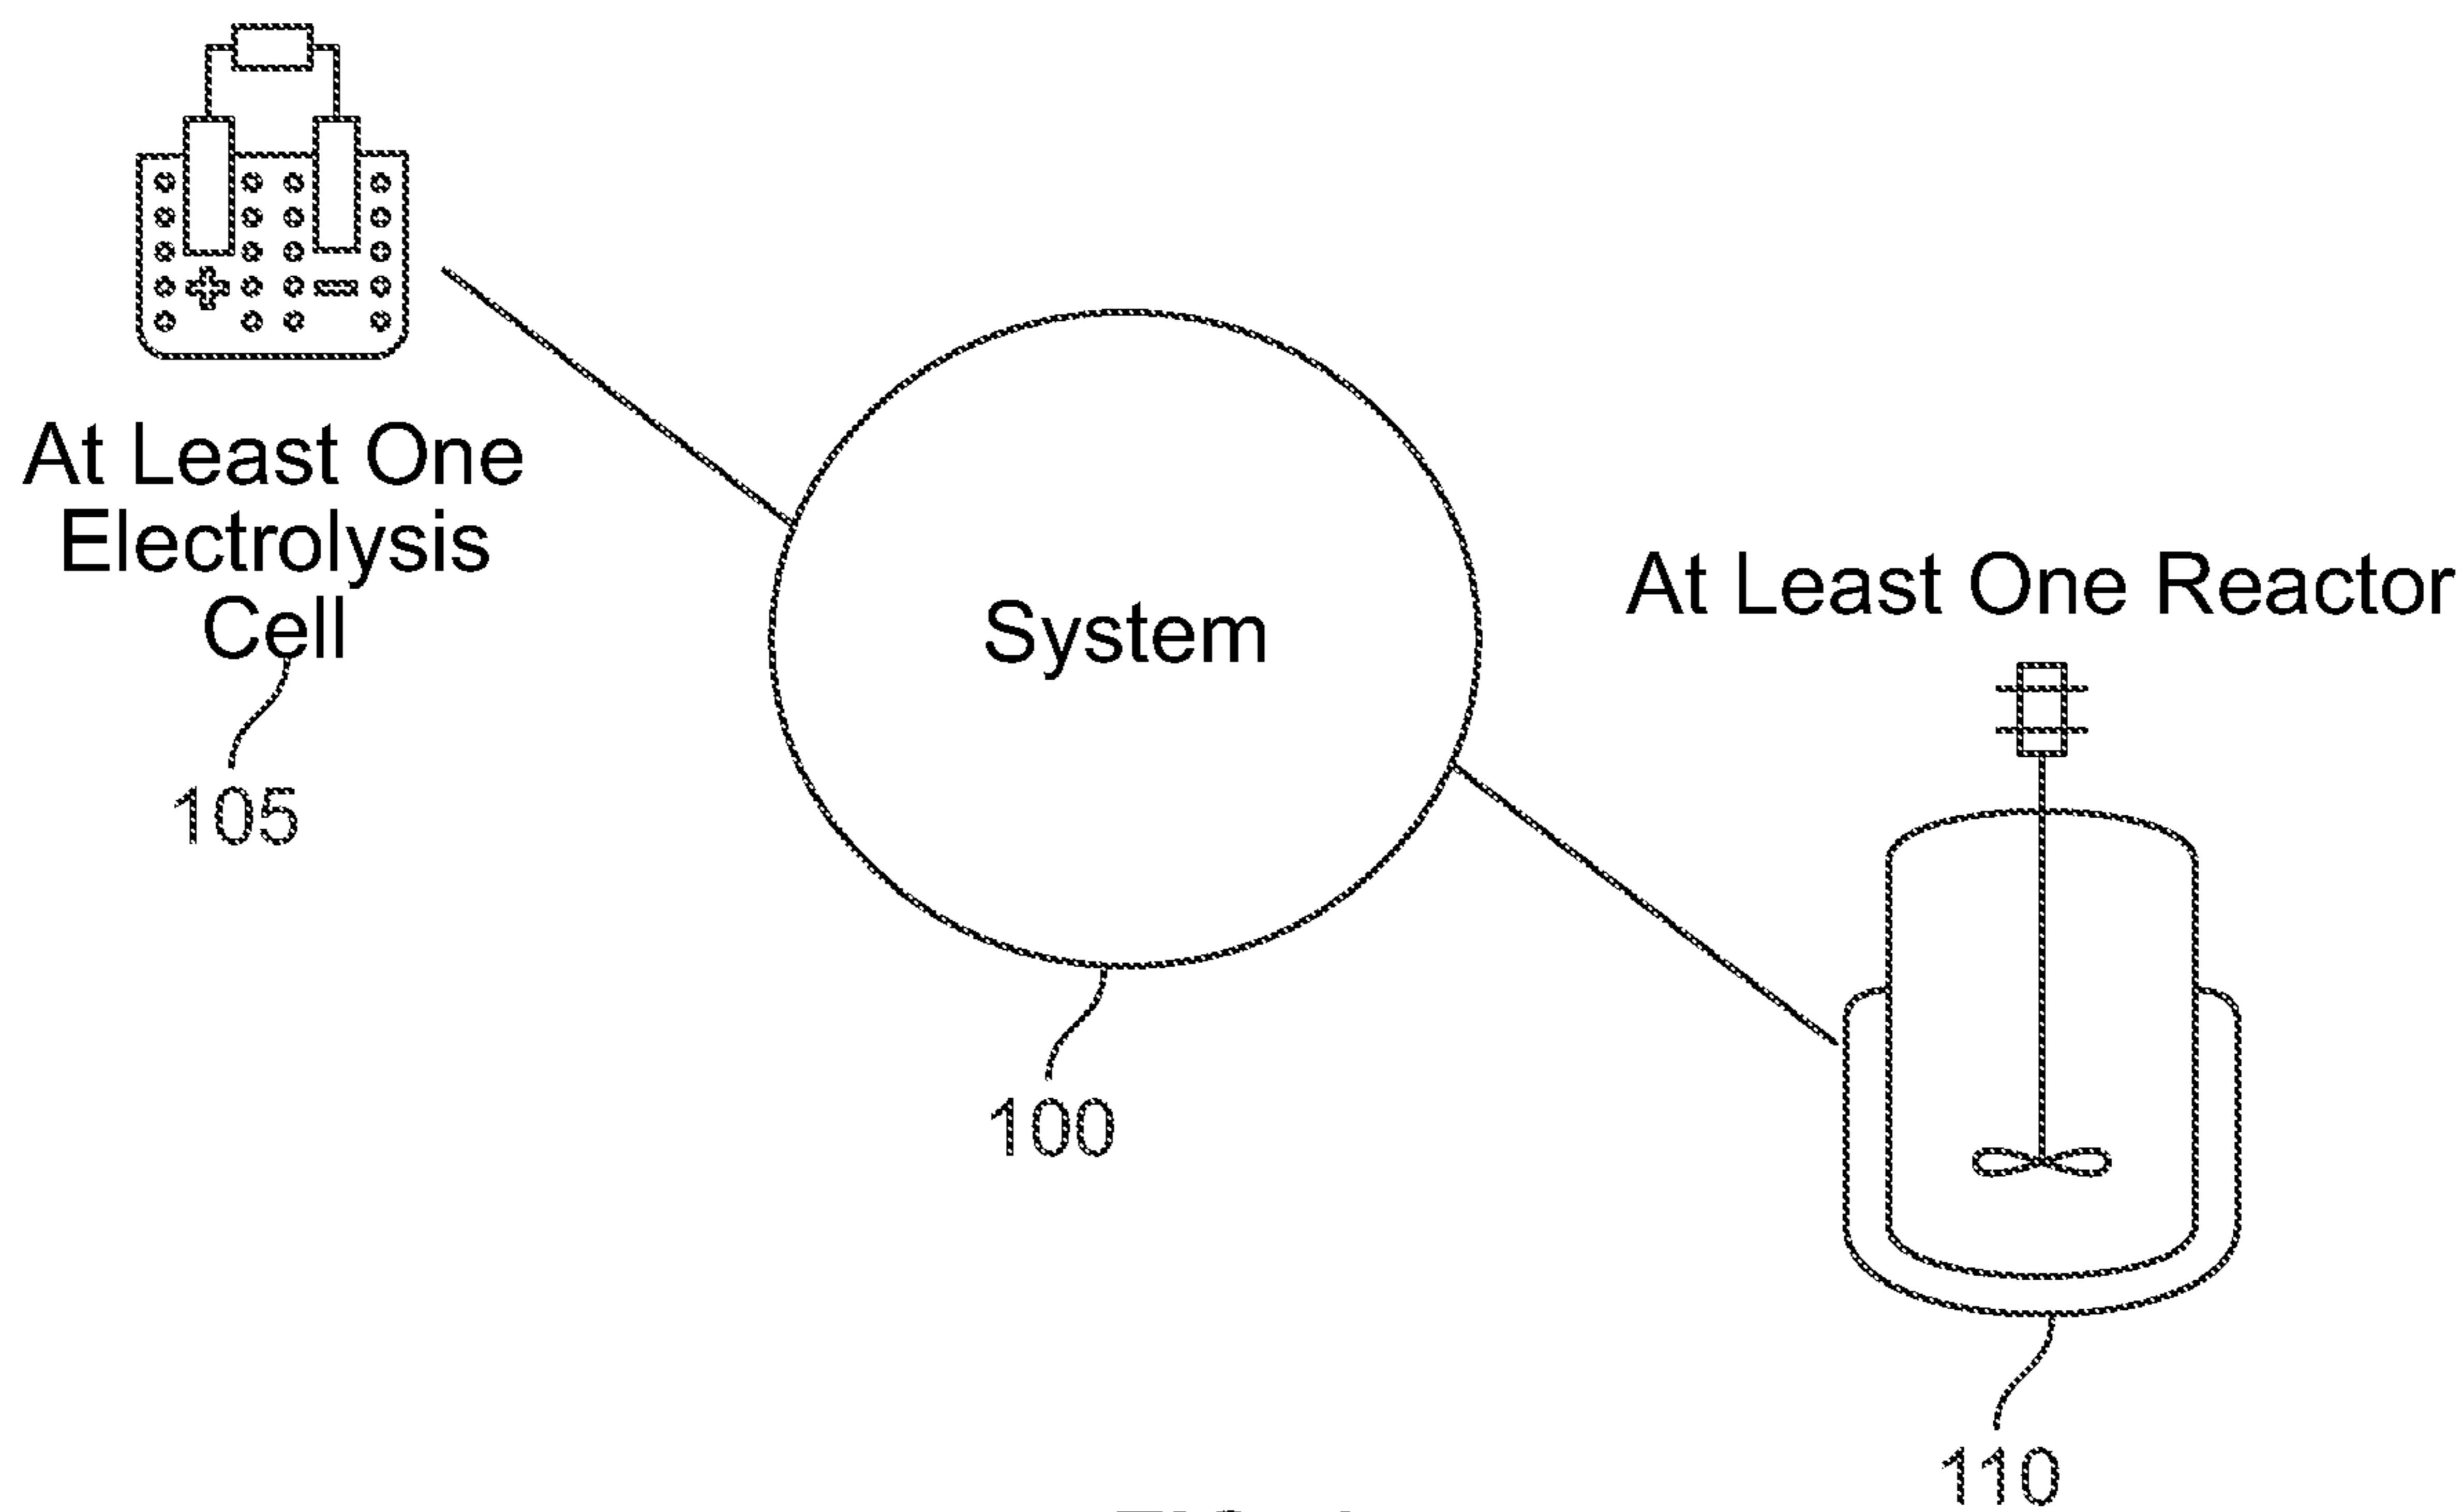 At Least One
Electrolysis
Cell
105
System
100
At Least One Reactor
110